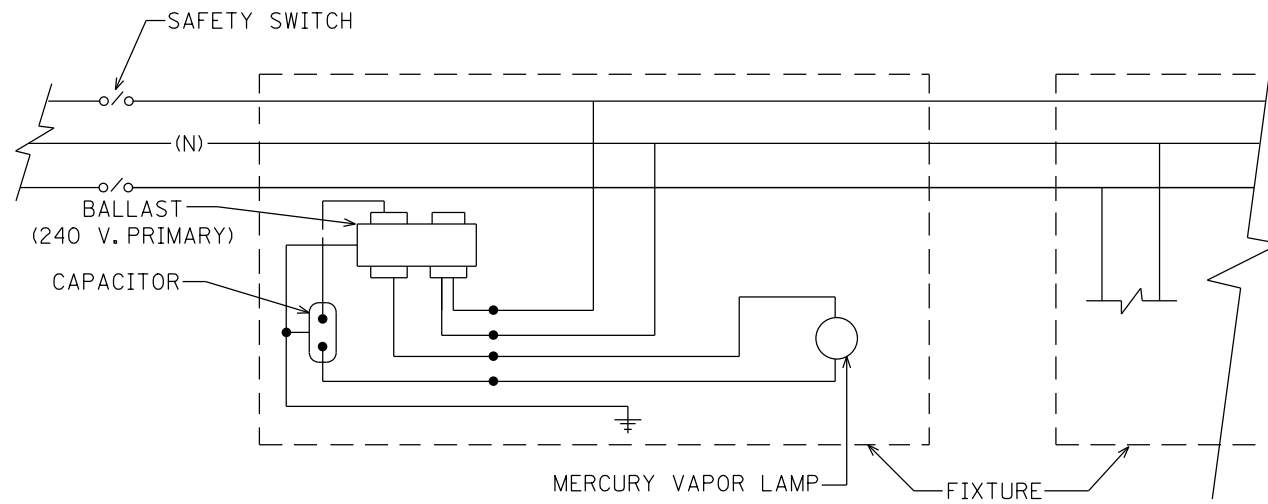 SAFETY SWITCH
(N)
BALLAST
(240 V. PRIMARY)
CAPACITOR
MERCURY VAPOR LAMP
FIXTURE